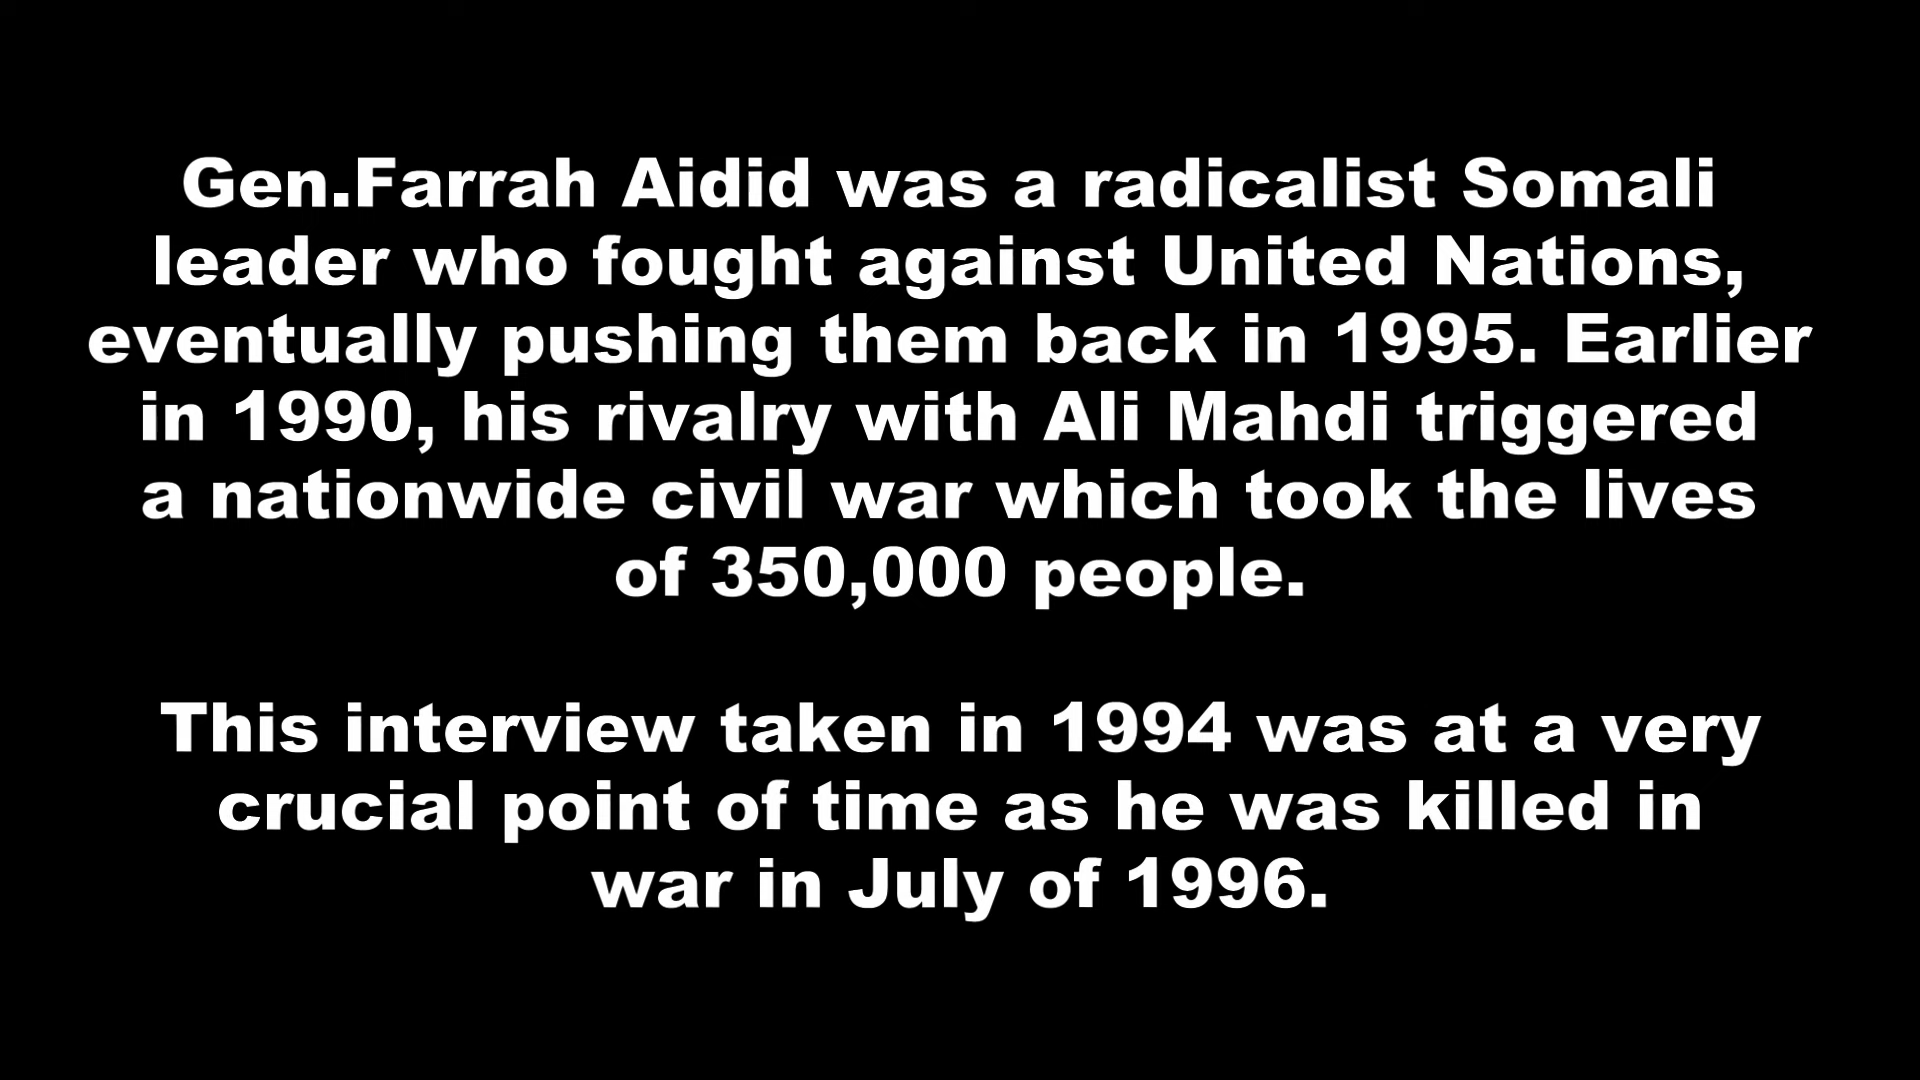 Gen.Farrah Aidid was a radicalist Somali
leader who fought against United Nations,
eventually pushing them back in 1995. Earlier
in 1990, his rivalry with Ali Mahdi triggered
a nationwide civil war which took the lives
of 350,000 people.
This interview taken in 1994 was at a very
crucial point of time as he was killed in
war in July of 1996.